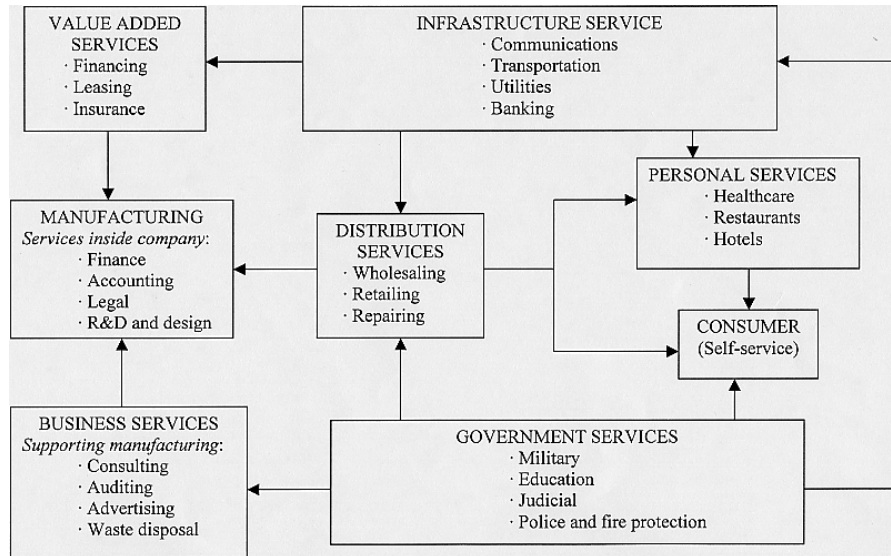 VALUE ADDED
SERVICES
· Financing
· Leasing
· Insurance
INFRASTRUCTURE SERVICE
· Communications
· Transportation
· Utilities
· Banking
PERSONAL SERVICES
· Healthcare
· Restaurants
· Hotels
MANUFACTURING
Services inside company:
· Finance
· Accounting
· Legal
· R&D and design
DISTRIBUTION
SERVICES
· Wholesaling
· Retailing
· Repairing
CONSUMER
(Self-service)
BUSINESS SERVICES
Supporting manufacturing:
· Consulting
· Auditing
· Advertising
· Waste disposal
GOVERNMENT SERVICES
· Military
· Education
· Judicial
· Police and fire protection